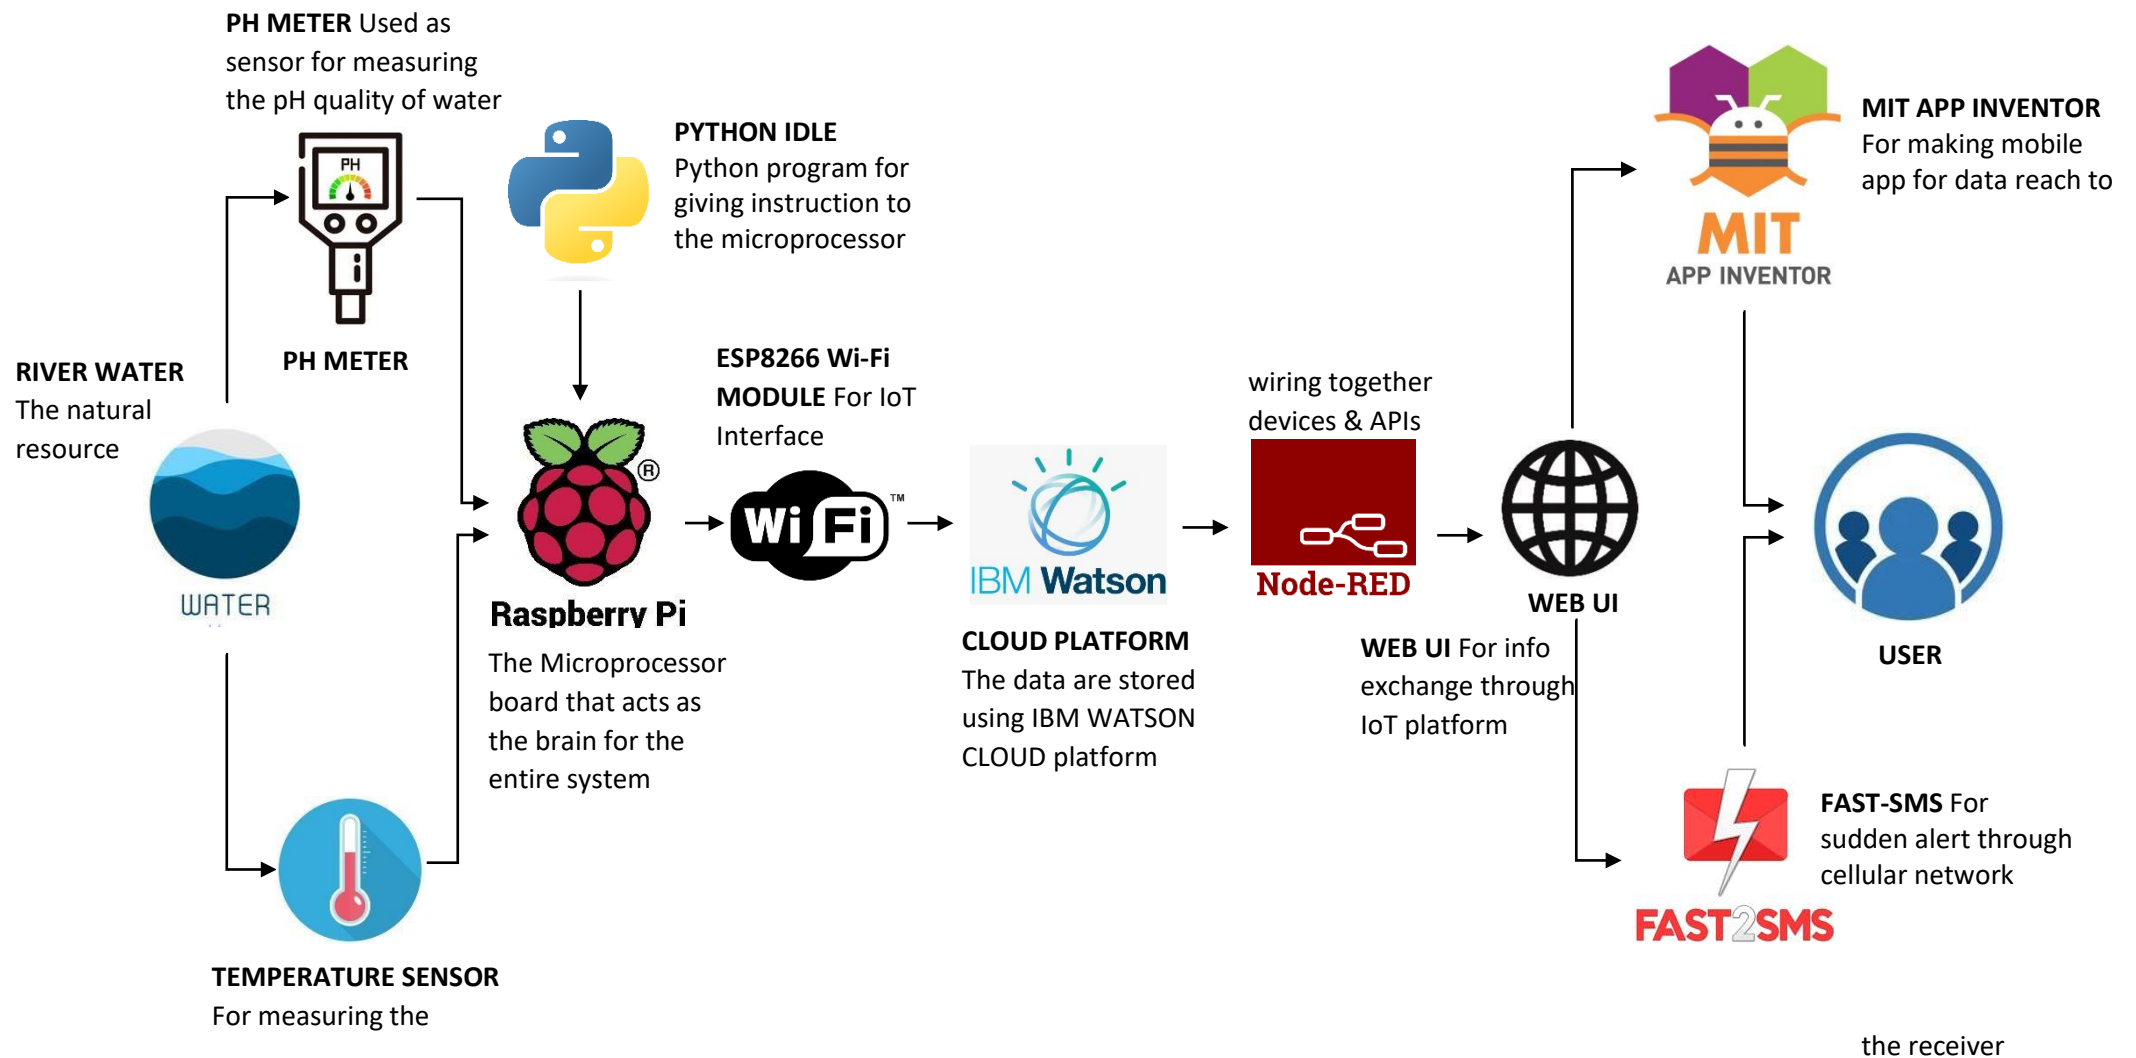 PH METER Used as
sensor for measuring
the pH quality of water
PH
PH METER
PYTHON IDLE
Python program for
giving instruction to
the microprocessor
RIVER WATER
The natural
resource
WATER
ESP8266 Wi-Fi
MODULE For IoT
Interface
®
Raspberry Pi
The Microprocessor
board that acts as
the brain for the
entire system
Wi Fi ™
IBM Watson
CLOUD PLATFORM
The data are stored
using IBM WATSON
CLOUD platform
wiring together
devices & APIs
Node-RED
WEB UI
WEB UI For info
exchange through
IoT platform
MIT
APP INVENTOR
MIT APP INVENTOR
For making mobile
app for data reach to
USER
FAST-SMS For
sudden alert through
cellular network
FAST2SMS
TEMPERATURE SENSOR
For measuring the
the receiver